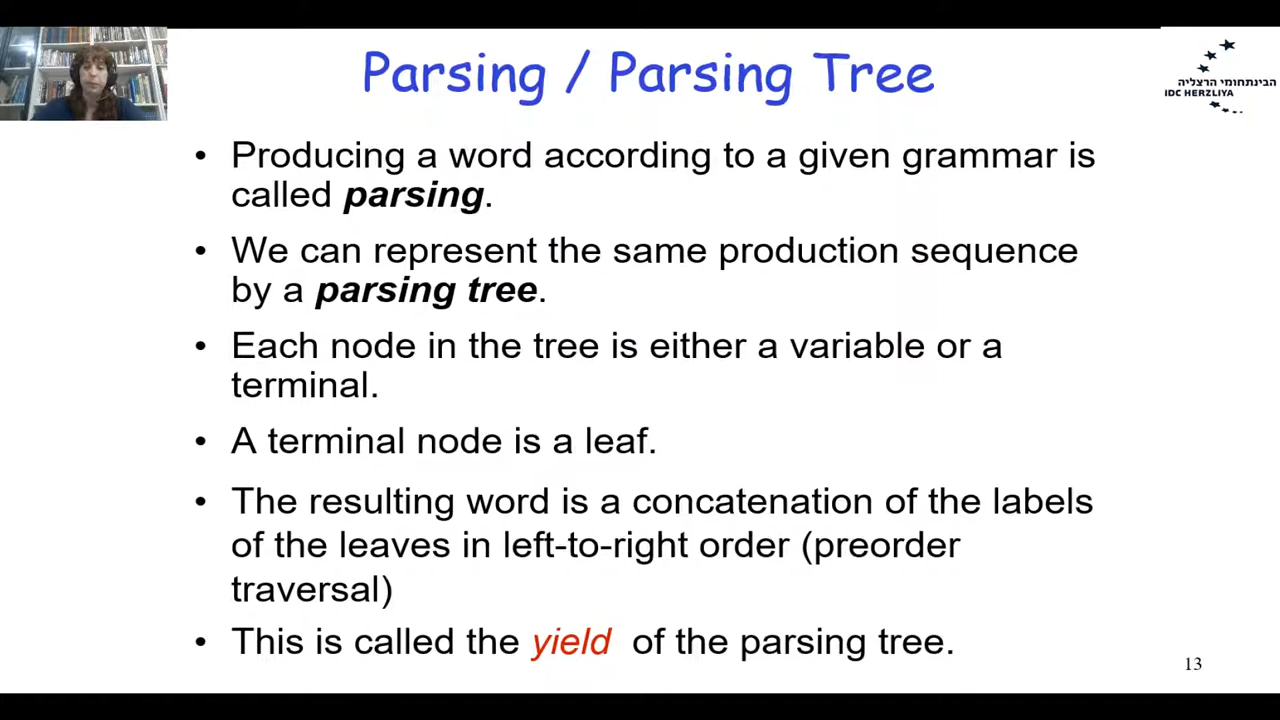 Parsing / Parsing Tree
הבינתחומי הרצליה
IDC HERZLIYA
• Producing a word according to a given grammar is
called parsing.
• We can represent the same production sequence
by a parsing tree.
• Each node in the tree is either a variable or a
terminal.
• A terminal node is a leaf.
• The resulting word is a concatenation of the labels
of the leaves in left-to-right order (preorder
traversal)
• This is called the yield of the parsing tree.
13